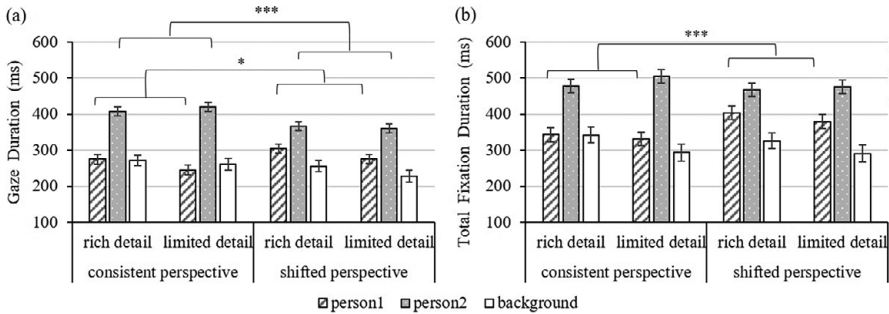 (a)
***
*
Gaze Duration (ms)
600
500
400
300
200
100
rich detail limited detail rich detail limited detail
consistent perspective shifted perspective
(b)
***
Total Fixation Duration (ms)
600
500
400
300
200
100
rich detail limited detail rich detail limited detail
consistent perspective shifted perspective
person1 person2 background